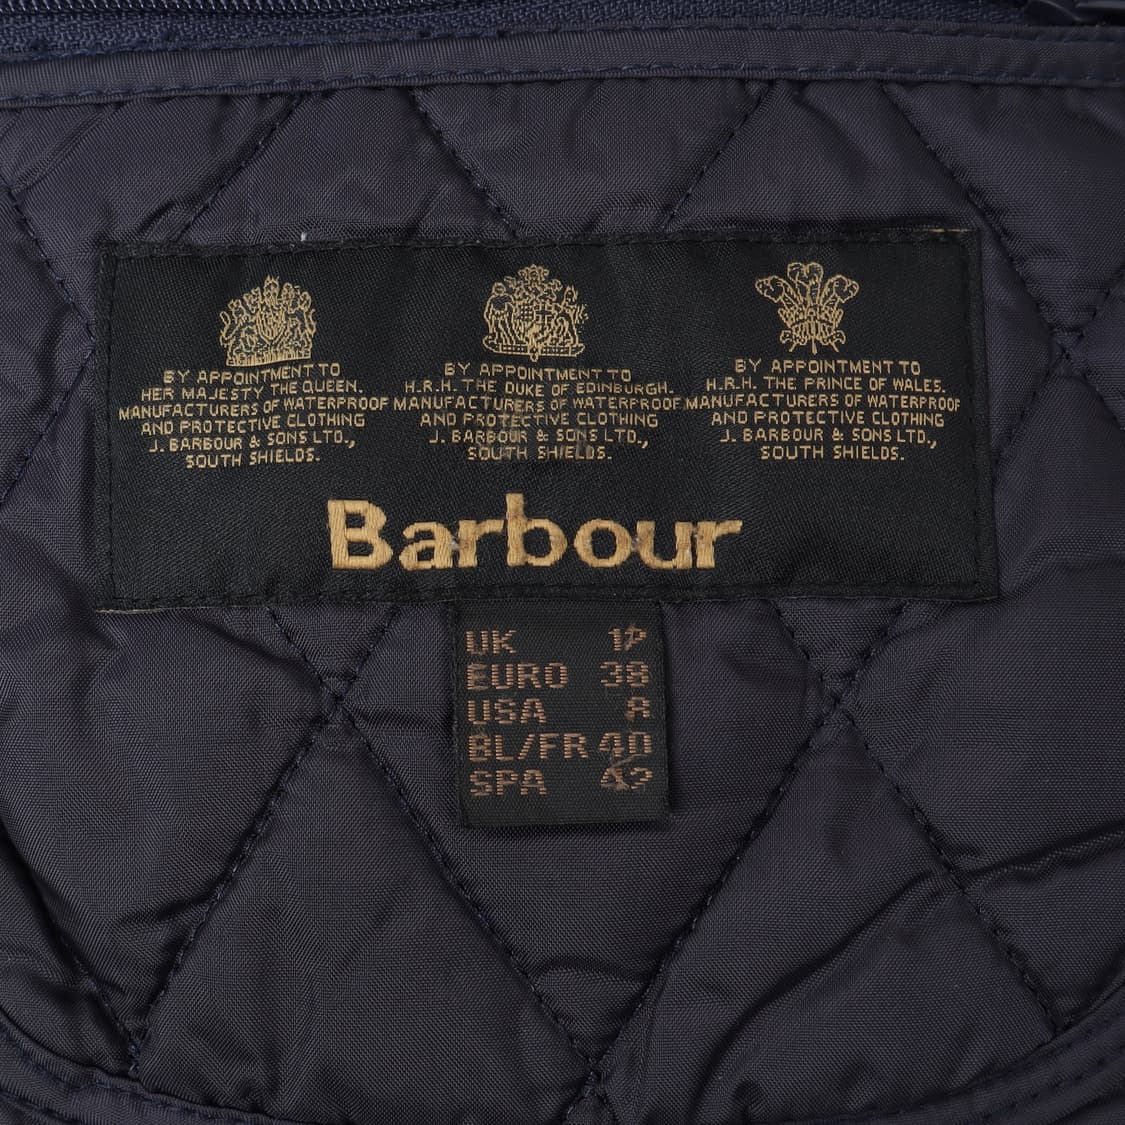 BY APPOINTMENT TO
HER MAJESTY THE QUEEN.
MANUFACTURERS OF WATERPROOF
AND PROTECTIVE CLOTHING
J. BARBOUR & SONS LTD.,
SOUTH SHIELDS.
BY APPOINTMENT TO
H.R.H. THE DUKE OF EDINBURGH.
MANUFACTURERS OF WATERPROOF
AND PROTECTIVE CLOTHING
J. BARBOUR & SONS LTD.,
SOUTH SHIELDS.
BY APPOINTMENT TO
H.R.H. THE PRINCE OF WALES.
MANUFACTURERS OF WATERPROOF
AND PROTECTIVE CLOTHING
J. BARBOUR & SONS LTD.,
SOUTH SHIELDS.
Barbour
UK
EURO 38
USA 8
BL/FR 40
SPA 42